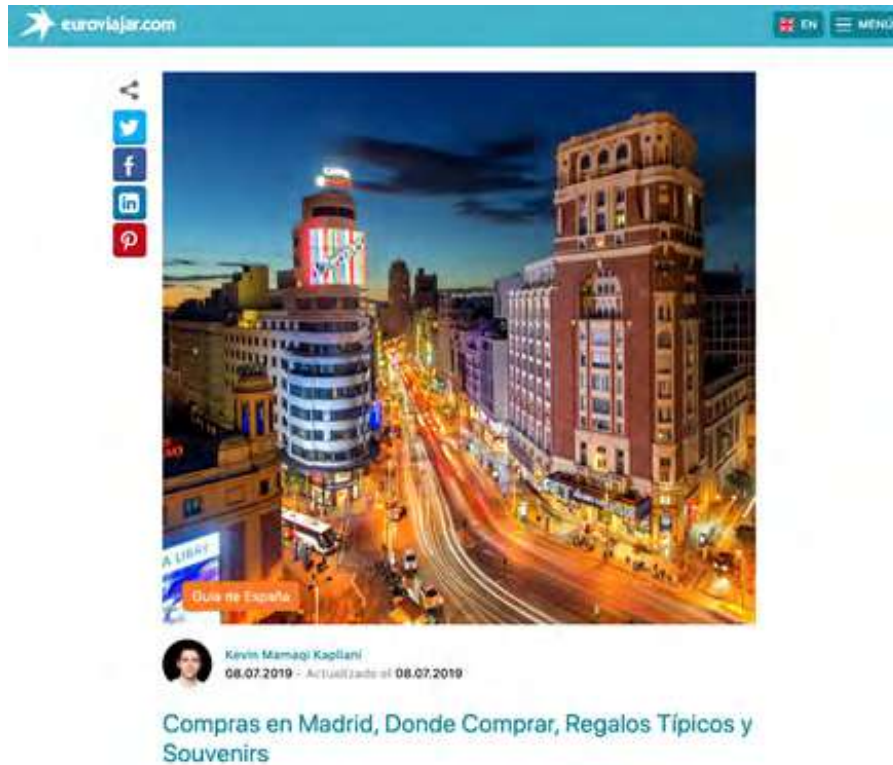 euroviajar.com
EN
MENÚ
Guía de España
Kevin Mamaqi Kapllani
08.07.2019 - Actualizado el 08.07.2019
Compras en Madrid, Donde Comprar, Regalos Típicos y
Souvenirs